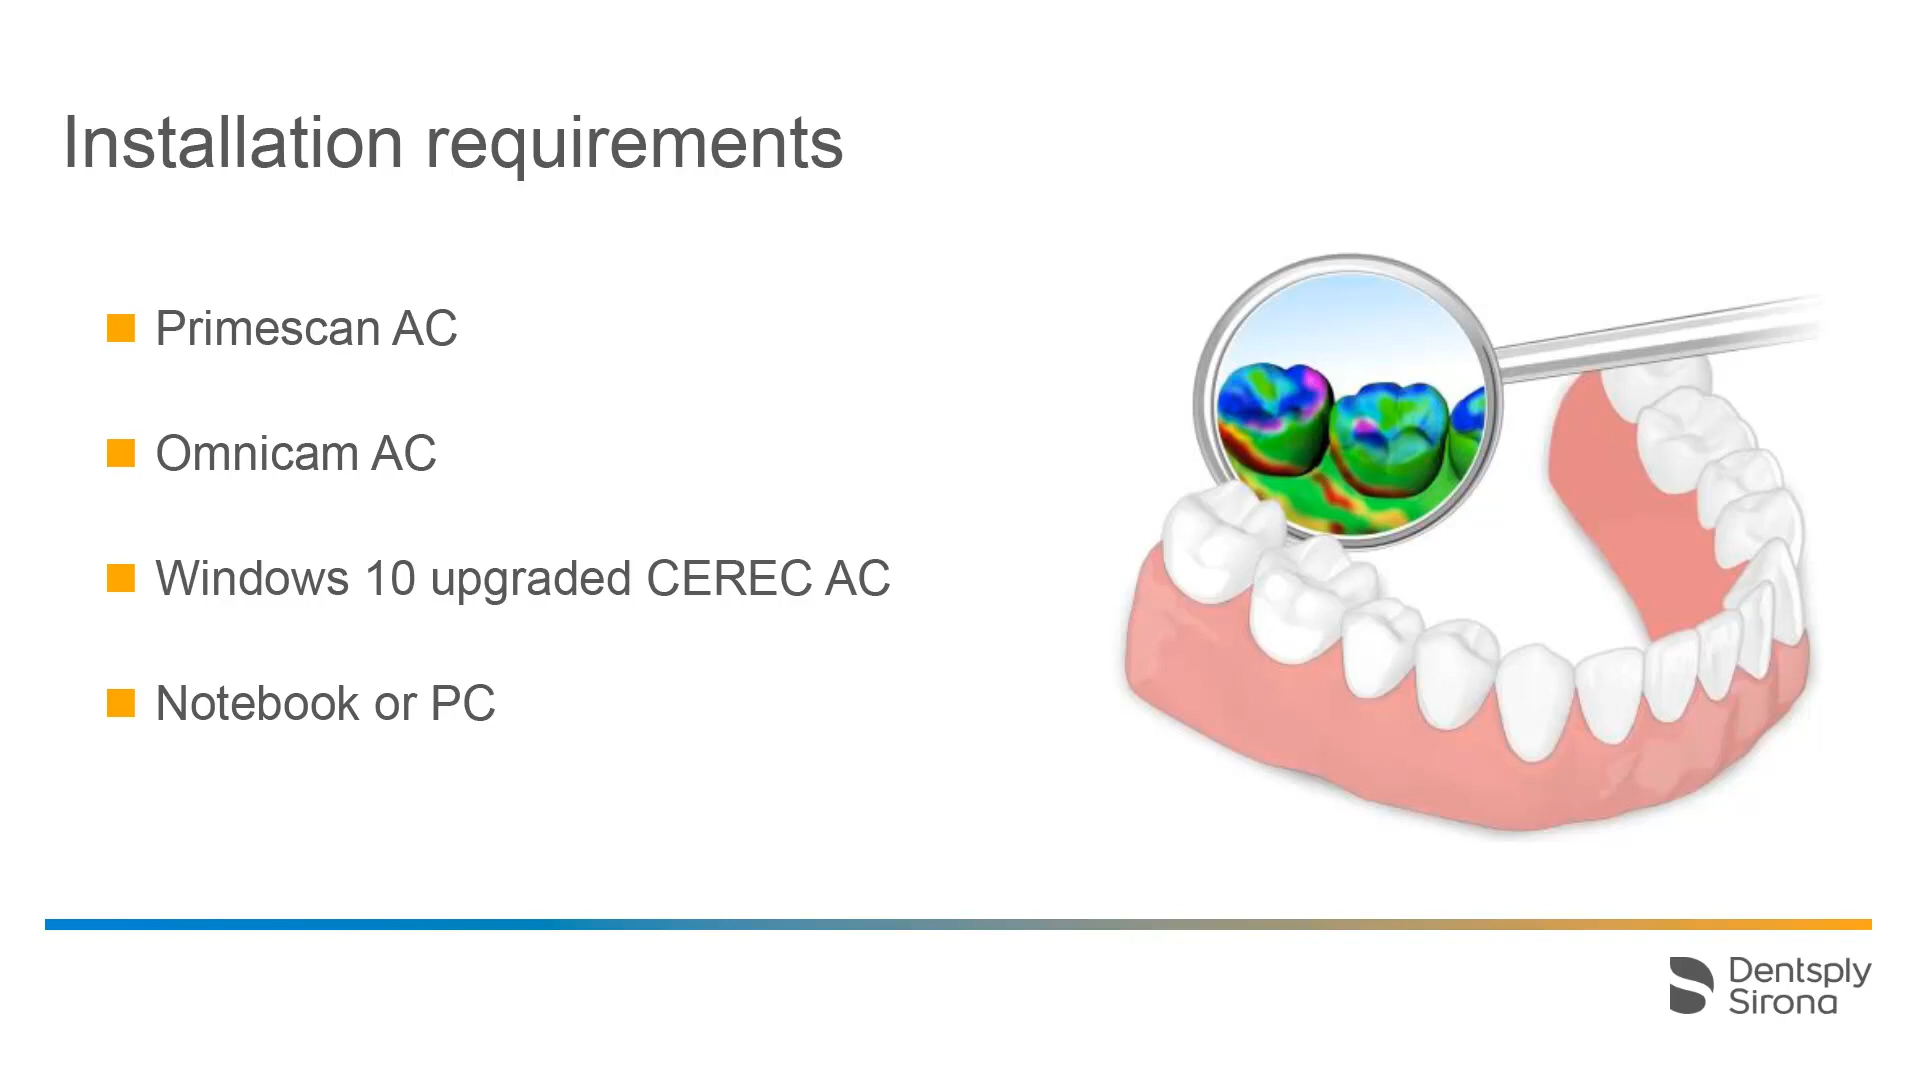 Installation requirements
Primescan AC
Omnicam AC
Windows 10 upgraded CEREC AC
Notebook or PC
Dentsply
Sirona